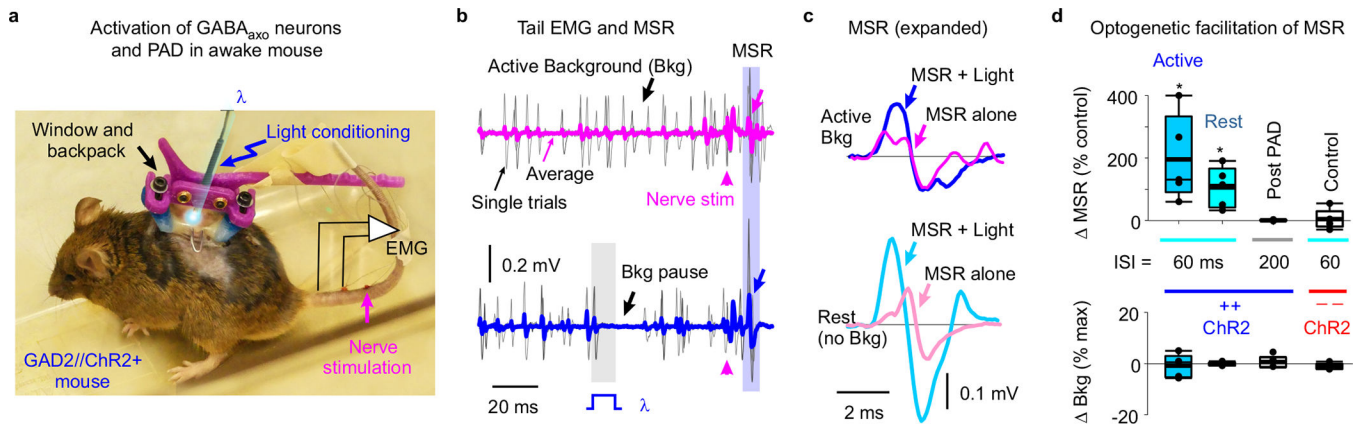 a
Activation of GABAaxo neurons
and PAD in awake mouse
λ
Window and
backpack
Light conditioning
EMG
GAD2//ChR2+
mouse
Nerve
stimulation
b
Tail EMG and MSR
MSR
Active Background (Bkg)
Average
Single trials
Nerve stim
0.2 mV
Bkg pause
20 ms
λ
c
MSR (expanded)
MSR + Light
Active
Bkg
MSR alone
MSR + Light
MSR alone
Rest
(no Bkg)
2 ms
0.1 mV
d
Optogenetic facilitation of MSR
Active
Rest
Post PAD
Control
* *
Δ MSR (% control)
400
200
0
ISI = 60 ms 200 60
++
ChR2
− −
ChR2
Δ Bkg (% max)
20
0
-20